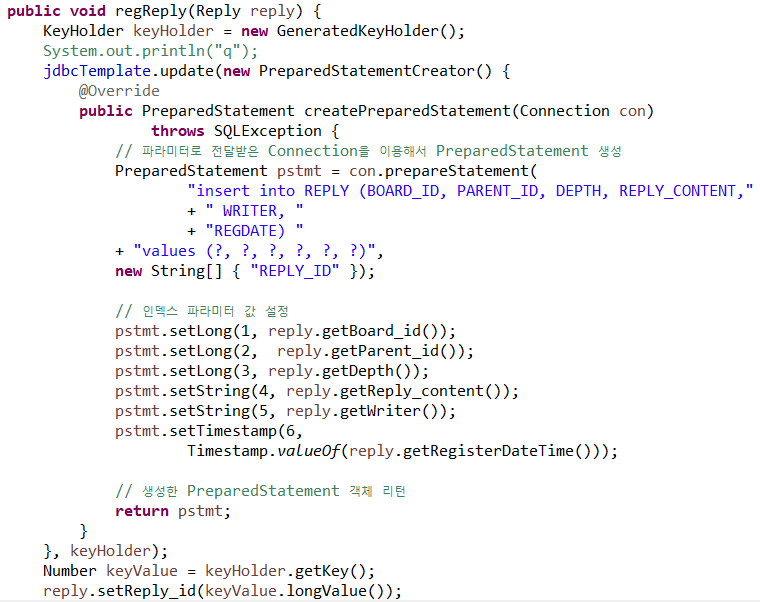 public void regReply(Reply reply) {
    KeyHolder keyHolder = new GeneratedKeyHolder();
    System.out.println("q");
    jdbcTemplate.update(new PreparedStatementCreator() {
        @Override
        public PreparedStatement createPreparedStatement(Connection con)
                throws SQLException {
            // 파라미터로 전달받은 Connection을 이용해서 PreparedStatement 생성
            PreparedStatement pstmt = con.prepareStatement(
                    "insert into REPLY (BOARD_ID, PARENT_ID, DEPTH, REPLY_CONTENT,"
                    + " WRITER, "
                    + "REGDATE) "
            + "values (?, ?, ?, ?, ?, ?)",
            new String[] { "REPLY_ID" });

            // 인덱스 파라미터 값 설정
            pstmt.setLong(1, reply.getBoard_id());
            pstmt.setLong(2,  reply.getParent_id());
            pstmt.setLong(3, reply.getDepth());
            pstmt.setString(4, reply.getReply_content());
            pstmt.setString(5, reply.getWriter());
            pstmt.setTimestamp(6,
                    Timestamp.valueOf(reply.getRegisterDateTime()));

            // 생성한 PreparedStatement 객체 리턴
            return pstmt;
        }
    }, keyHolder);
    Number keyValue = keyHolder.getKey();
    reply.setReply_id(keyValue.longValue());